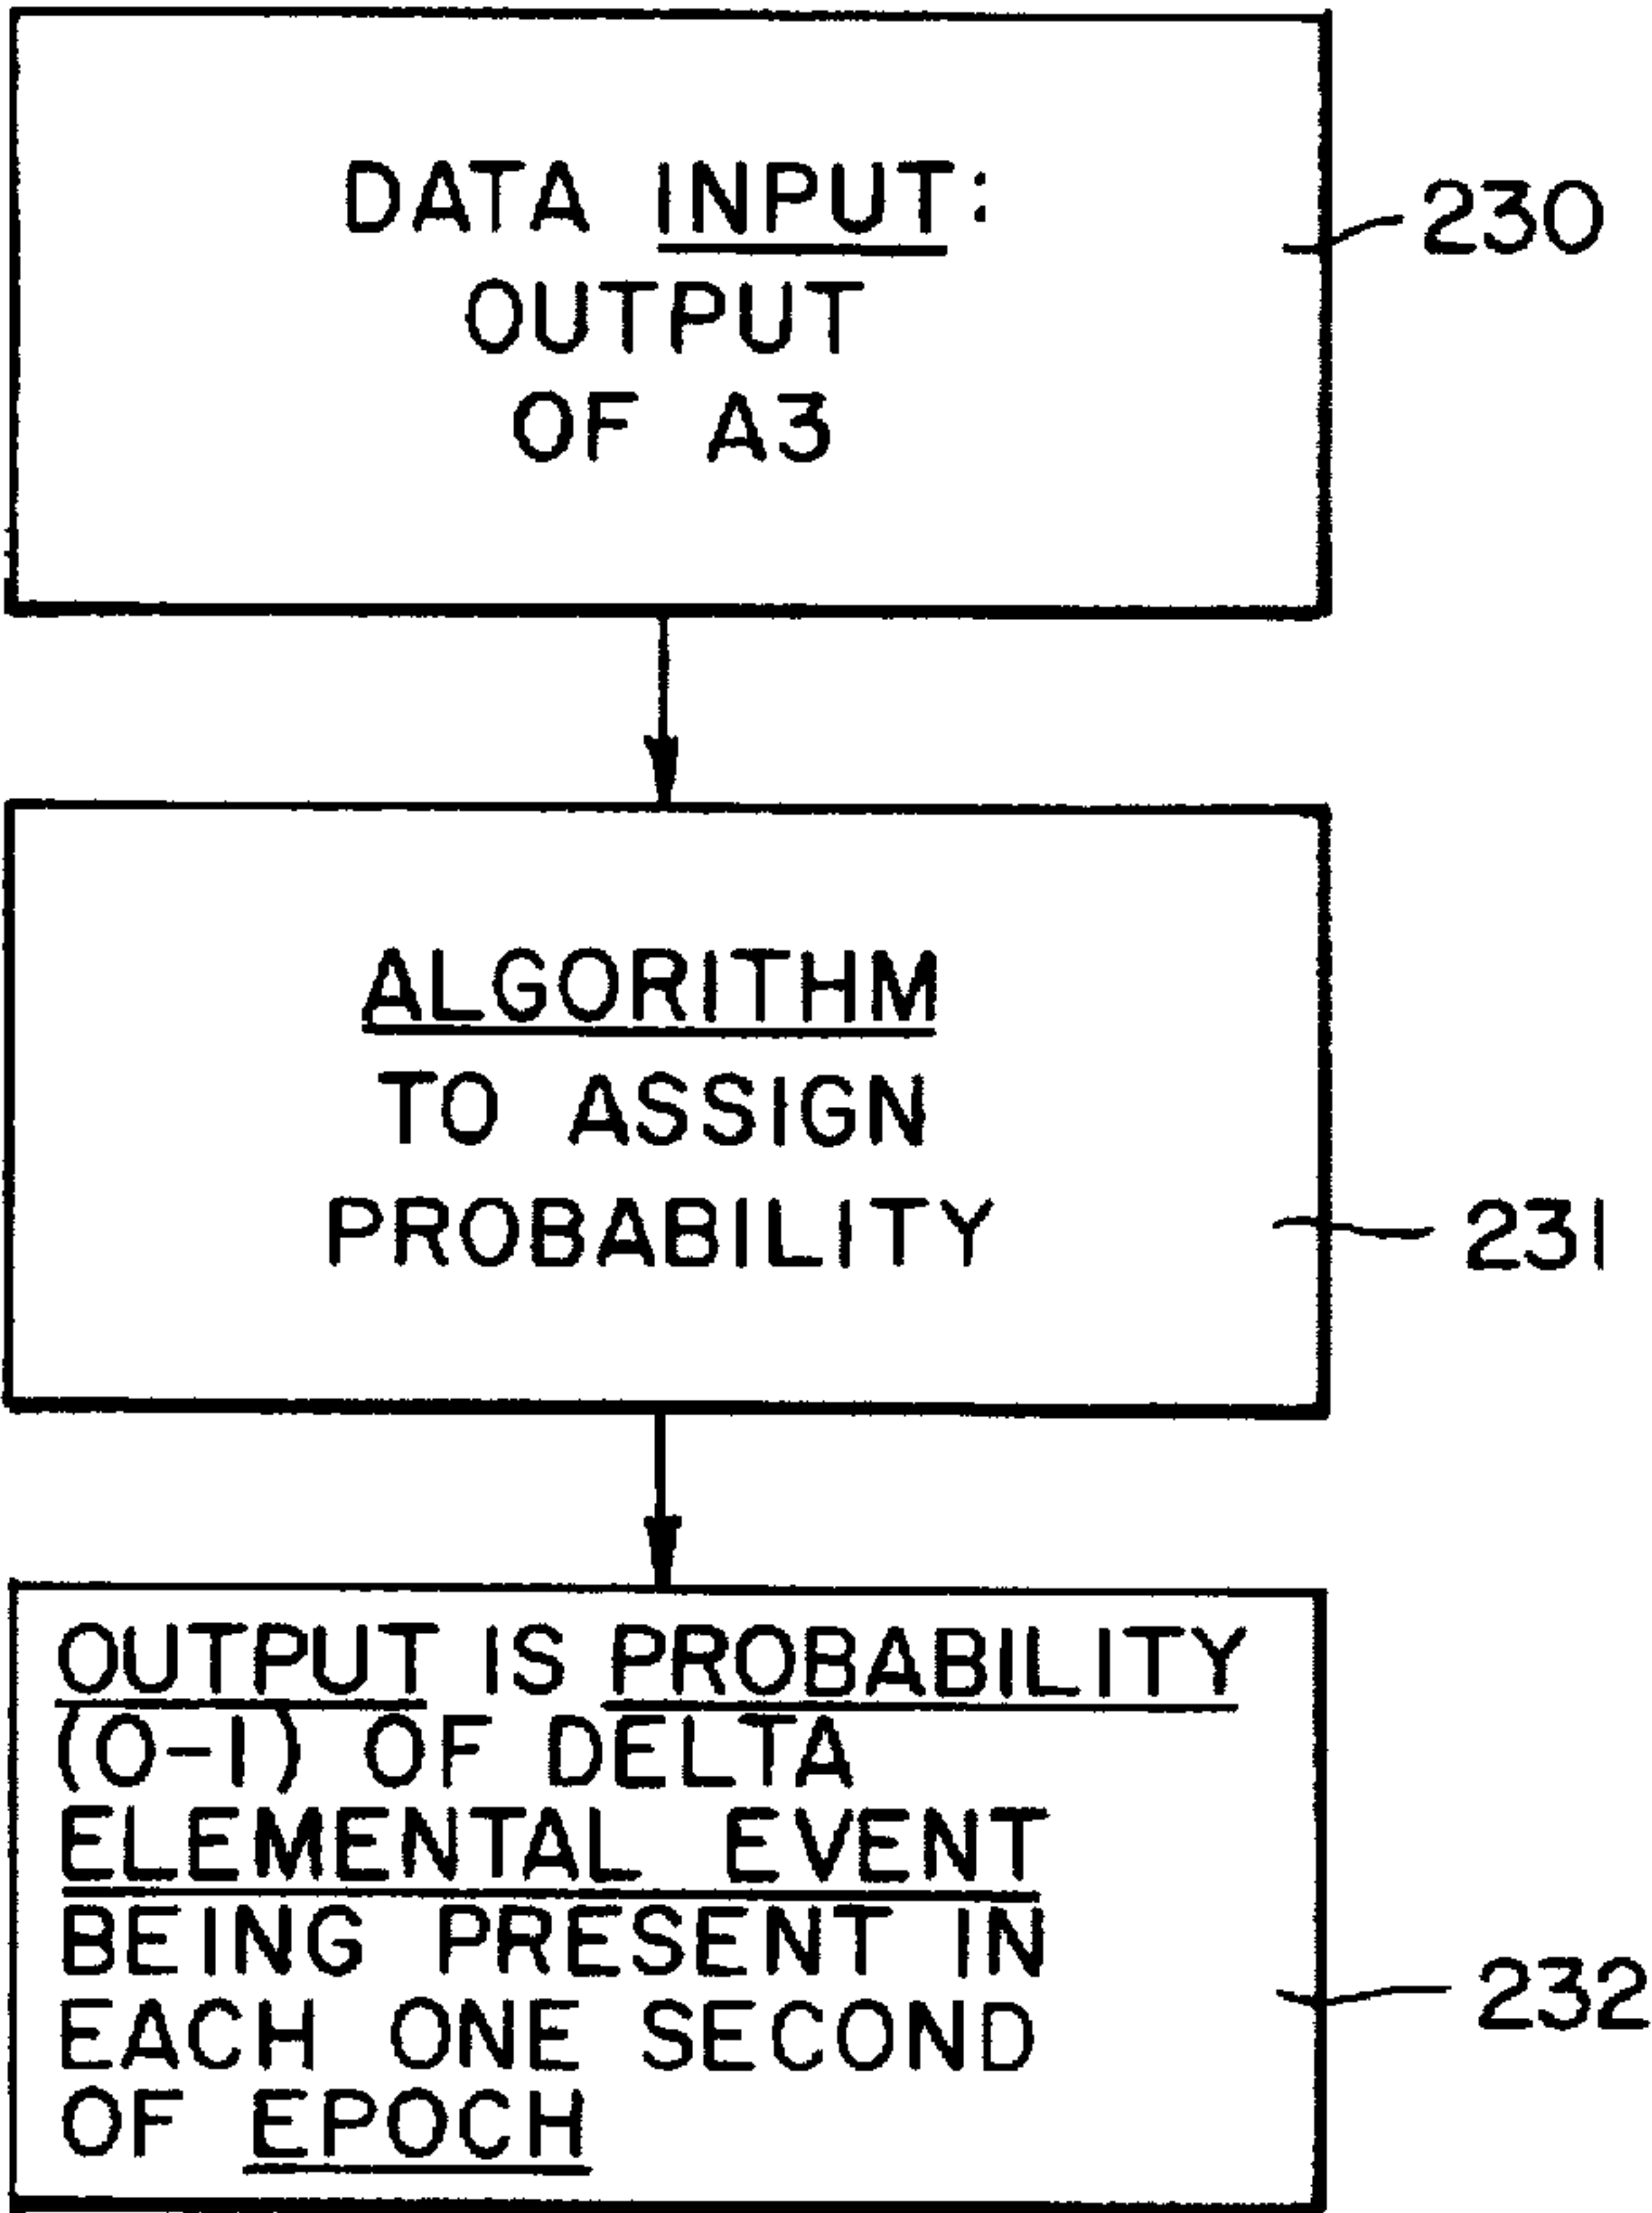 DATA INPUT:
OUTPUT
OF A3
230
ALGORITHM
TO ASSIGN
PROBABILITY
231
OUTPUT IS PROBABILITY
(0-1) OF DELTA
ELEMENTAL EVENT
BEING PRESENT IN
EACH ONE SECOND
OF EPOCH
232